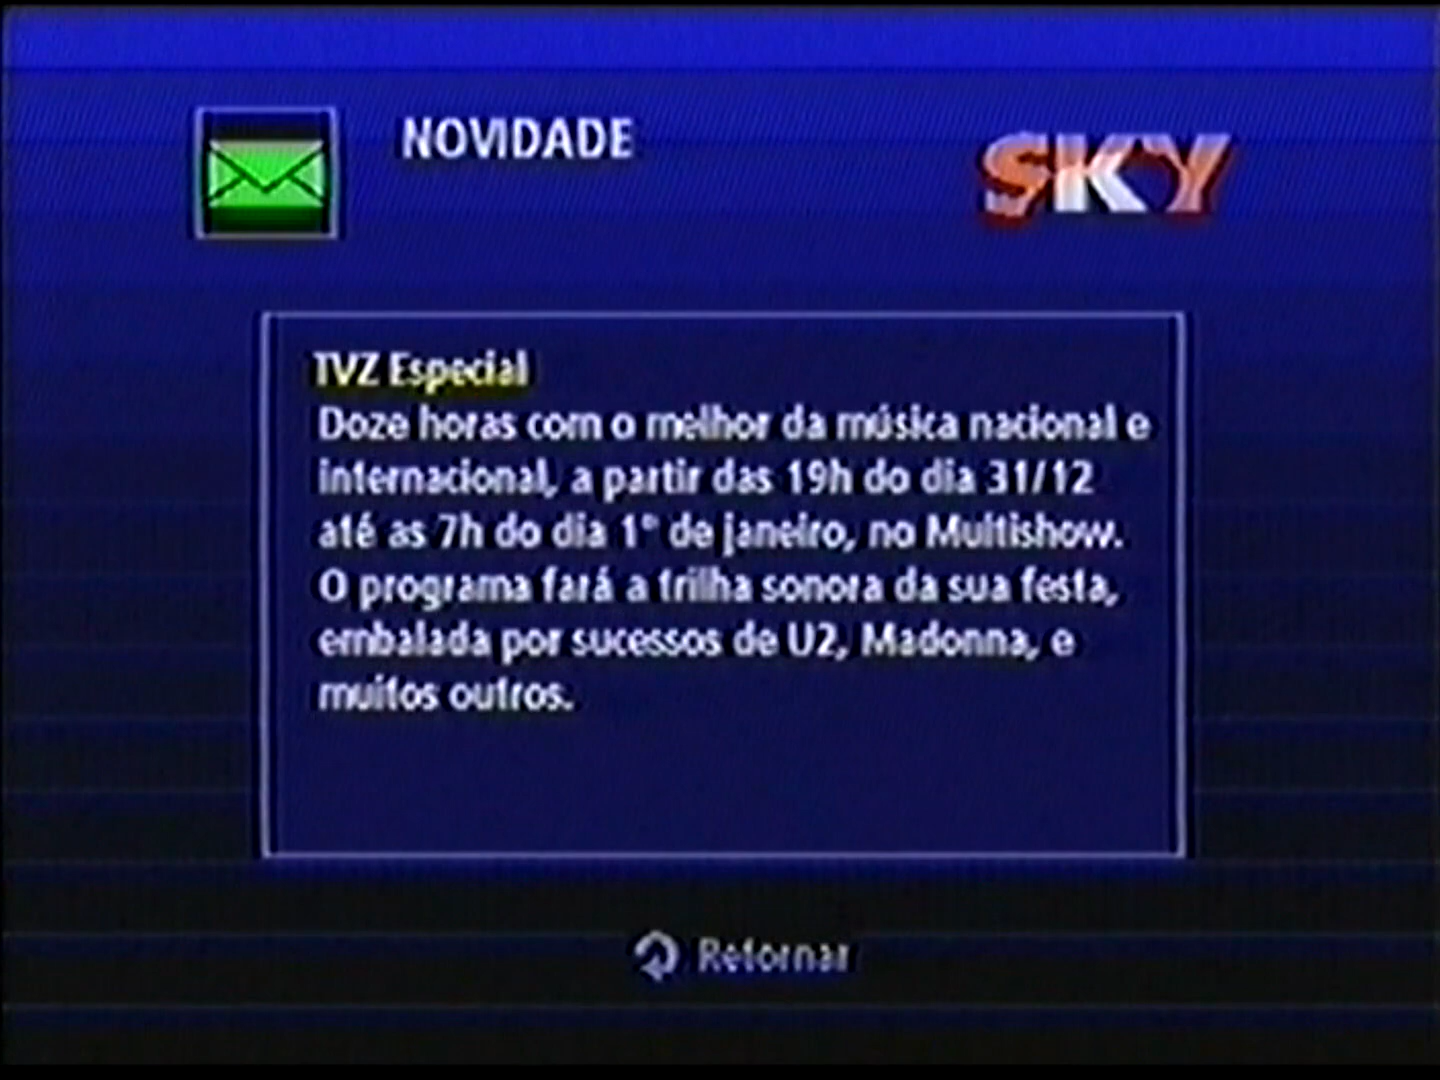 NOVIDADE
SKY
TVZ Especial
Doze horas com o melhor da música nacional e
internacional, a partir das 19h do dia 31/12
até as 7h do dia 1° de janeiro, no Multishow.
O programa fará a trilha sonora da sua festa,
embalada por sucessos de U2, Madonna, e
muitos outros.
Retornar